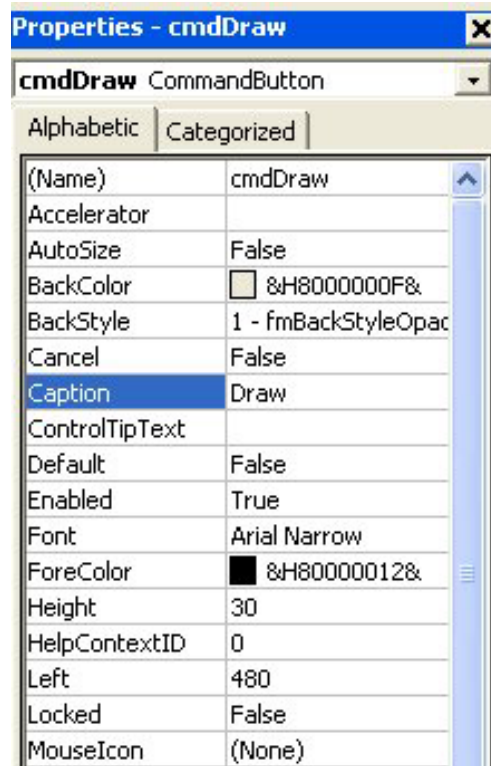 Properties - cmdDraw
cmdDraw CommandButton
Alphabetic Categorized
(Name) cmdDraw
Accelerator
AutoSize False
BackColor &H8000000F&
BackStyle 1 - fmBackStyleOpac
Cancel False
Caption Draw
ControlTipText
Default False
Enabled True
Font Arial Narrow
ForeColor &H80000012&
Height 30
HelpContextID 0
Left 480
Locked False
MouseIcon (None)